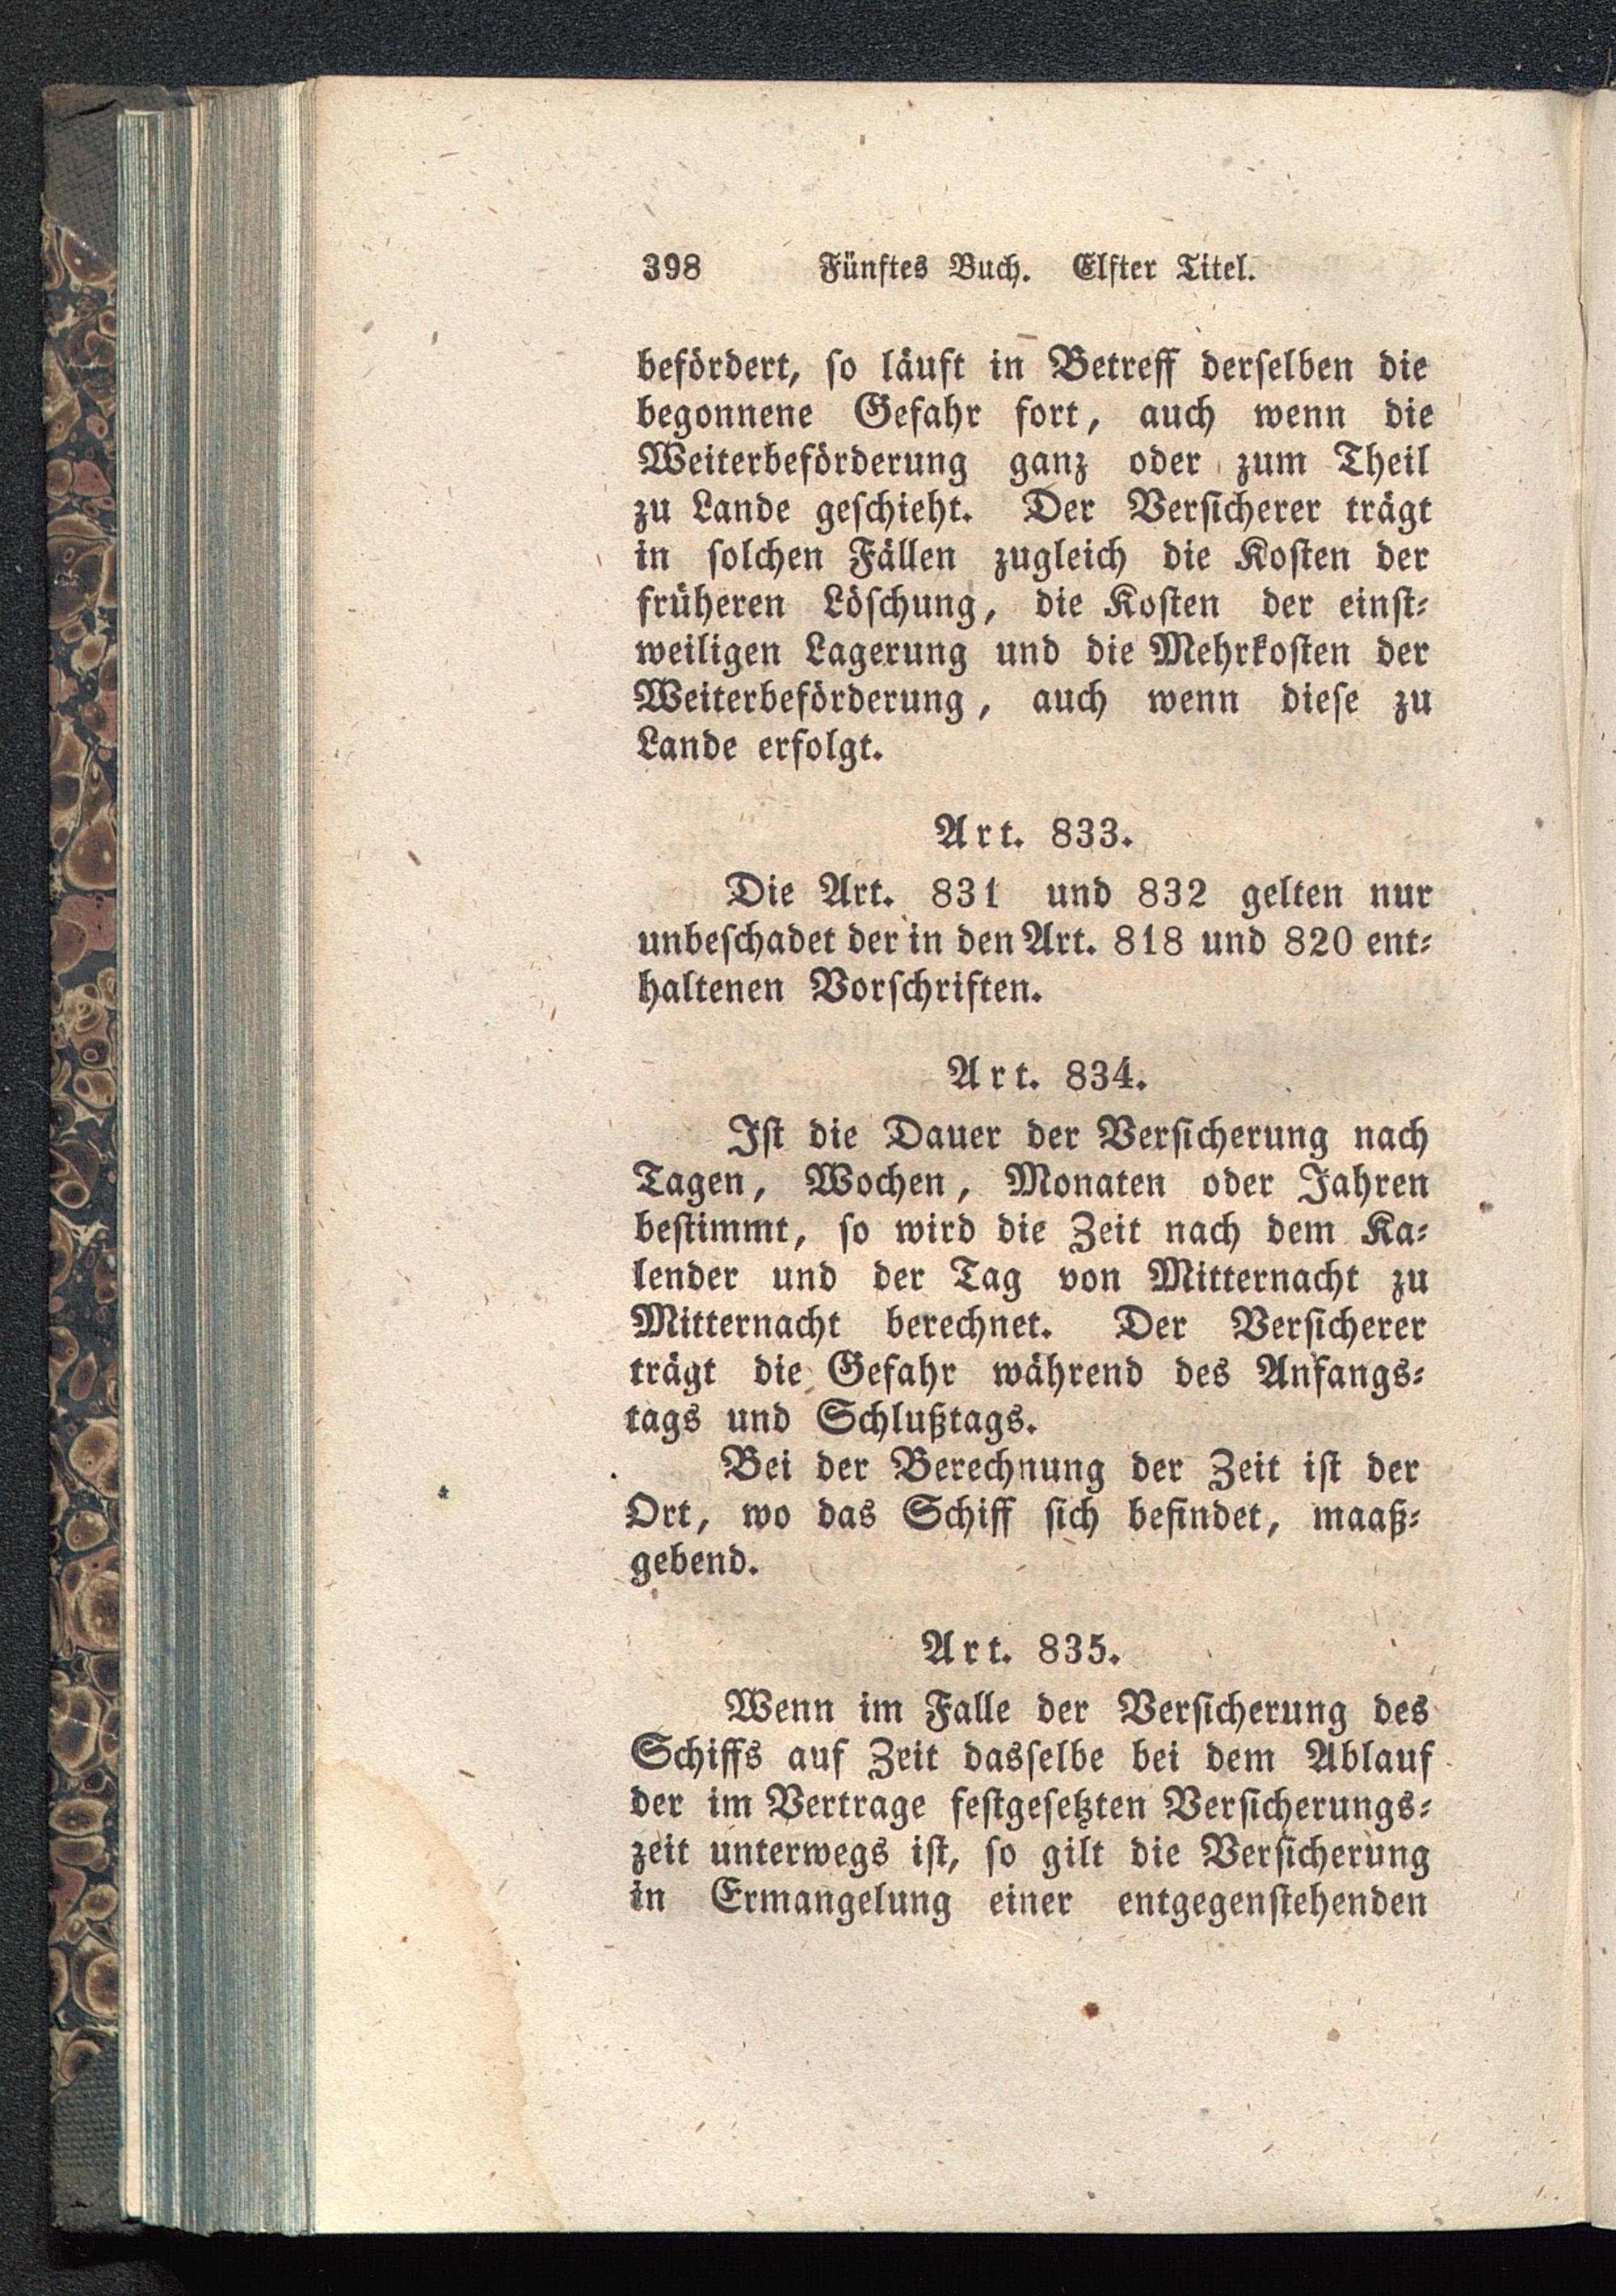 398 Fünftes Buch. Elfter Titel.
befördert, so läuft in Betreff derselben die
begonnene Gefahr fort, auch wenn die
Weiterbeförderung ganz oder zum Theil
zu Lande geschieht. Der Versicherer trägt
in solchen Fällen zugleich die Kosten der
früheren Löschung, die Kosten der einst-
weiligen Lagerung und die Mehrkosten der
Weiterbeförderung, auch wenn diese zu
Lande erfolgt.
Art. 833.
Die Art. 831 und 832 gelten nur
unbeschadet der in den Art. 818 und 820 ent-
haltenen Vorschriften.
Art. 834.
Ist die Dauer der Versicherung nach
Tagen, Wochen, Monaten oder Jahren
bestimmt, so wird die Zeit nach dem Ka-
lender und der Tag von Mitternacht zu
Mitternacht berechnet. Der Versicherer
trägt die Gefahr während des Anfangs-
tags und Schlußtags.
Bei der Berechnung der Zeit ist der
Ort, wo das Schiff sich befindet, maaß-
gebend.
Art. 835.
Wenn im Falle der Versicherung des
Schiffs auf Zeit dasselbe bei dem Ablauf
der im Vertrage festgesetzten Versicherungs-
zeit unterwegs ist, so gilt die Versicherung
in Ermangelung einer entgegenstehenden